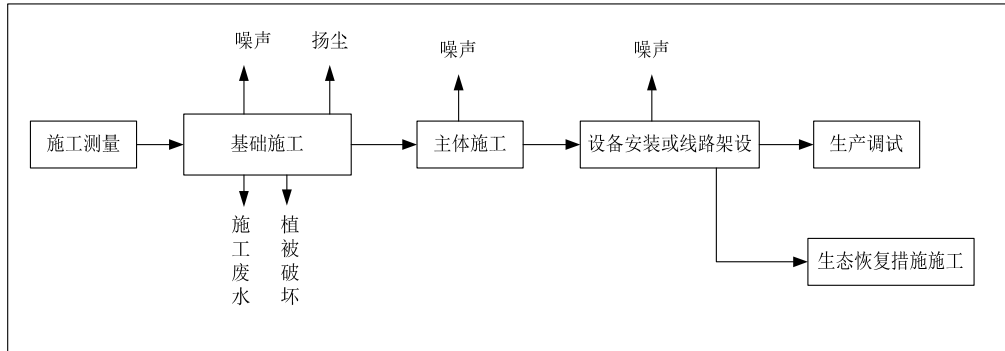 噪声
扬尘
噪声
噪声
施工测量
基础施工
主体施工
设备安装或线路架设
生产调试
施工废水
植被破坏
生态恢复措施施工